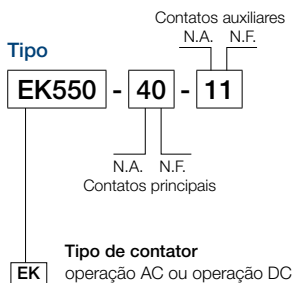 Contatos auxiliares
N.A. N.F.
Tipo
EK550 - 40 - 11
N.A. N.F.
Contatos principais
Tipo de contator
EK operação AC ou operação DC